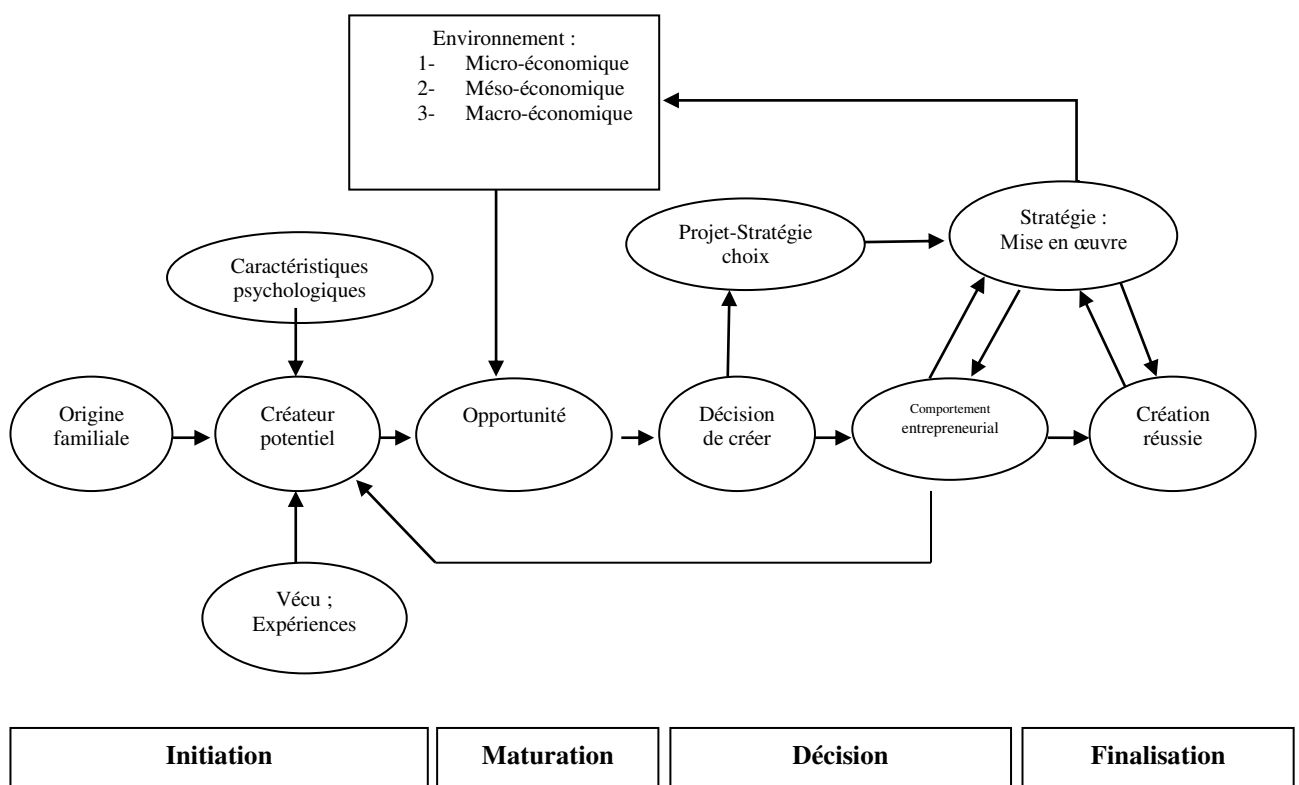 Environnement :
1- Micro-économique
2- Méso-économique
3- Macro-économique
Stratégie :
Mise en œuvre
Projet-Stratégie
choix
Caractéristiques
psychologiques
Origine
familiale
Créateur
potentiel
Opportunité
Décision
de créer
Comportement
entrepreneurial
Création
réussie
Vécu ;
Expériences
Initiation
Maturation
Décision
Finalisation